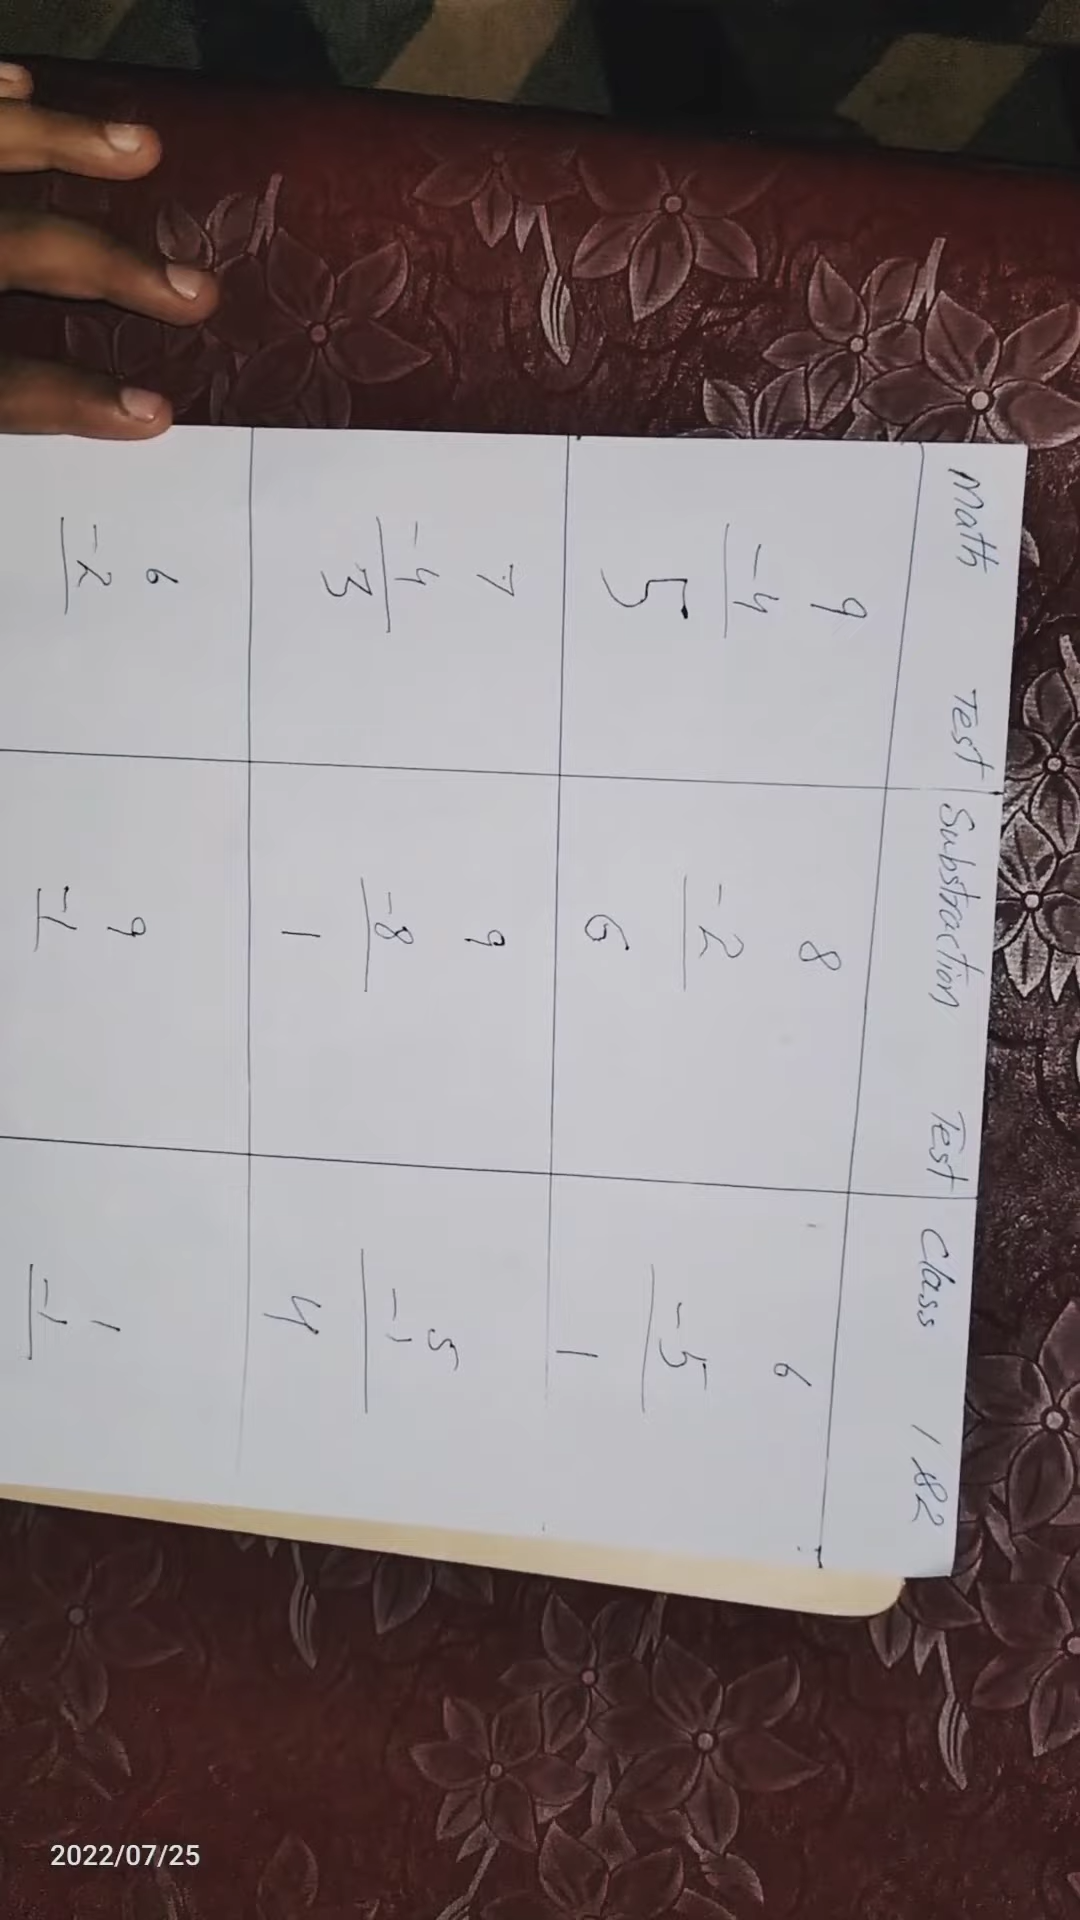 Math Test Substraction Test Class 1 & 2
9 8 6
-4 -2 -5
5 6 1
7 9 5
-4 -8 -1
3 1 4
6 9 1
-2 -1 -1
2022/07/25